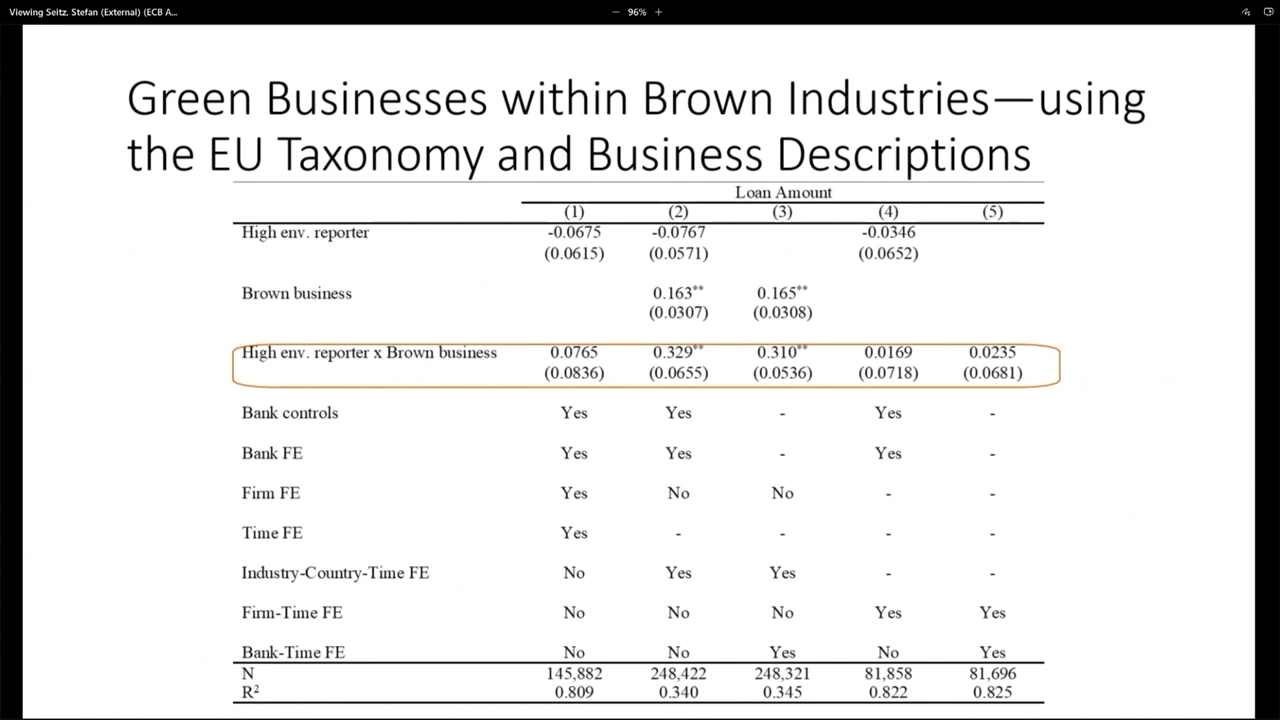 Viewing Seitz, Stefan (External) (ECB A...
− 96% +
Green Businesses within Brown Industries—using
the EU Taxonomy and Business Descriptions
Loan Amount
(1) (2) (3) (4) (5)
High env. reporter -0.0675 -0.0767 -0.0346
(0.0615) (0.0571) (0.0652)
Brown business 0.163** 0.165**
(0.0307) (0.0308)
High env. reporter x Brown business 0.0765 0.329** 0.310** 0.0169 0.0235
(0.0836) (0.0655) (0.0536) (0.0718) (0.0681)
Bank controls Yes Yes - Yes -
Bank FE Yes Yes - Yes -
Firm FE Yes No No - -
Time FE Yes - - - -
Industry-Country-Time FE No Yes Yes - -
Firm-Time FE No No No Yes Yes
Bank-Time FE No No Yes No Yes
N 145,882 248,422 248,321 81,858 81,696
R² 0.809 0.340 0.345 0.822 0.825